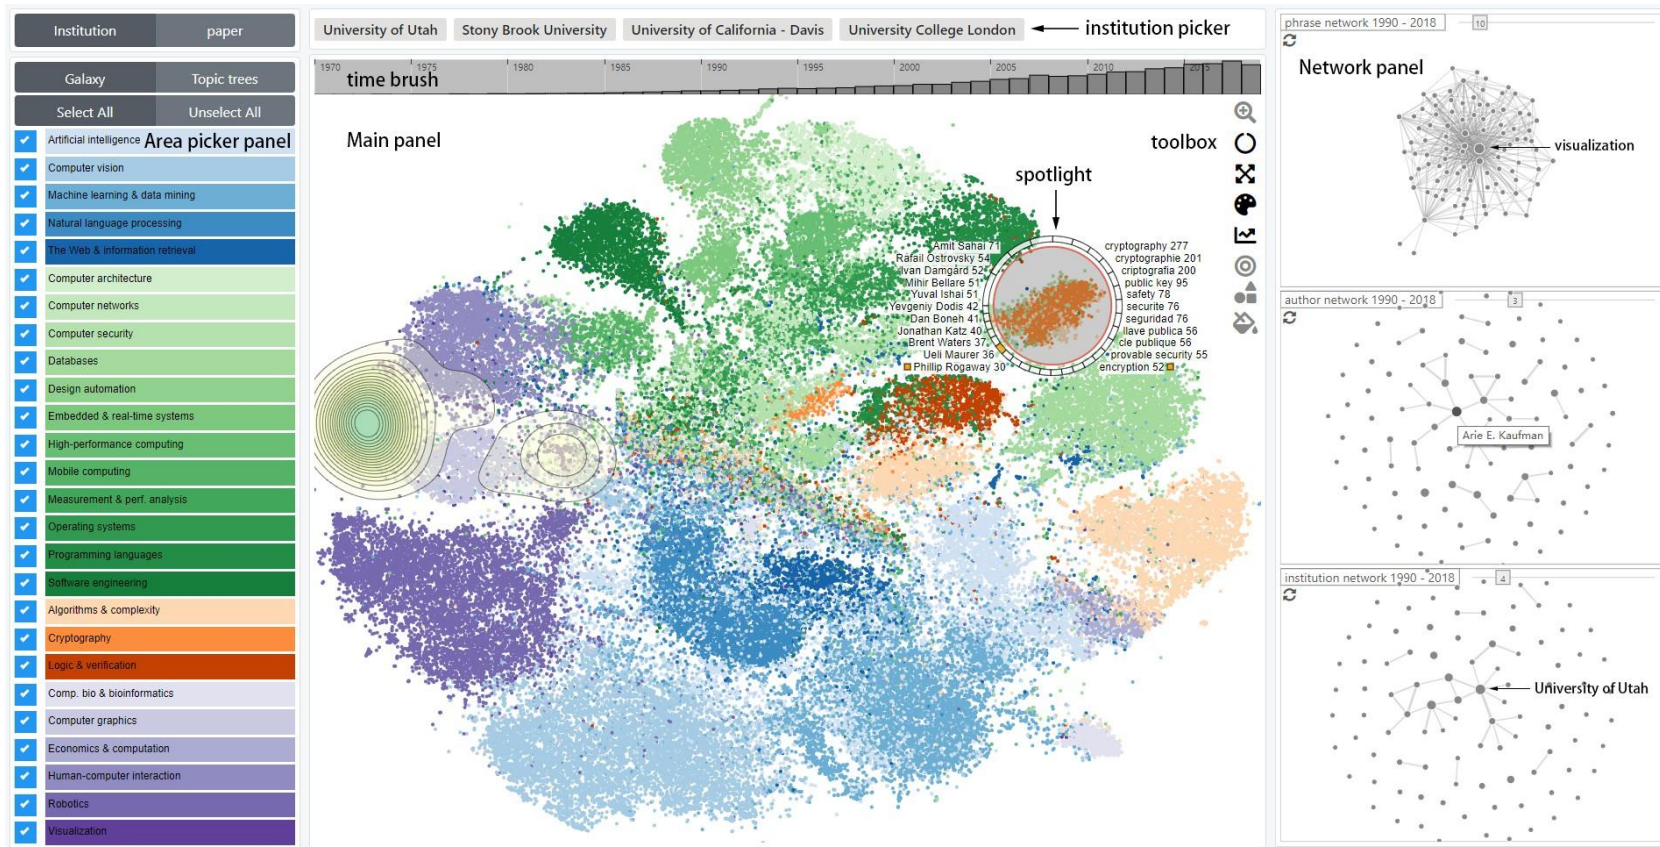 Institution
paper
Galaxy
Topic trees
Select All
Unselect All
Artificial intelligence
Area picker panel
Computer vision
Machine learning & data mining
Natural language processing
The Web & information retrieval
Computer architecture
Computer networks
Computer security
Databases
Design automation
Embedded & real-time systems
High-performance computing
Mobile computing
Measurement & perf. analysis
Operating systems
Programming languages
Software engineering
Algorithms & complexity
Cryptography
Logic & verification
Comp. bio & bioinformatics
Computer graphics
Economics & computation
Human-computer interaction
Robotics
Visualization
University of Utah
Stony Brook University
University of California - Davis
University College London
institution picker
1970
1980
1985
1990
1995
2000
2005
2010
2015
time brush
Main panel
toolbox
spotlight
Amit Sahai 71
Rafail Ostrovsky 54
Ivan Damgård 52
Mihir Bellare 51
Yuval Ishai 51
Yevgeniy Dodis 42
Dan Boneh 41
Jonathan Katz 40
Brent Waters 37
Ueli Maurer 36
Phillip Rogaway 30
cryptography 277
cryptographie 201
criptografia 200
public key 95
safety 78
securite 76
seguridad 76
llave publica 56
cle publique 56
provable security 55
encryption 52
phrase network 1990 - 2018
10
Network panel
visualization
author network 1990 - 2018
3
Arie E. Kaufman
institution network 1990 - 2018
4
University of Utah